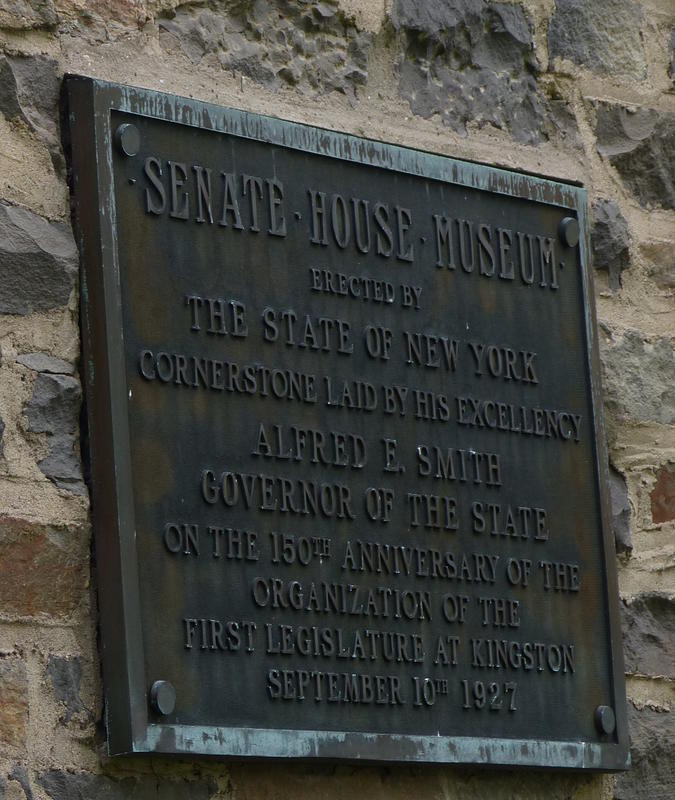 ·SENATE·HOUSE·MUSEUM·
ERECTED BY
THE STATE OF NEW YORK
CORNERSTONE LAID BY HIS EXCELLENCY
ALFRED E. SMITH
GOVERNOR OF THE STATE
ON THE 150TH ANNIVERSARY OF THE
ORGANIZATION OF THE
FIRST LEGISLATURE AT KINGSTON
SEPTEMBER 10TH 1927